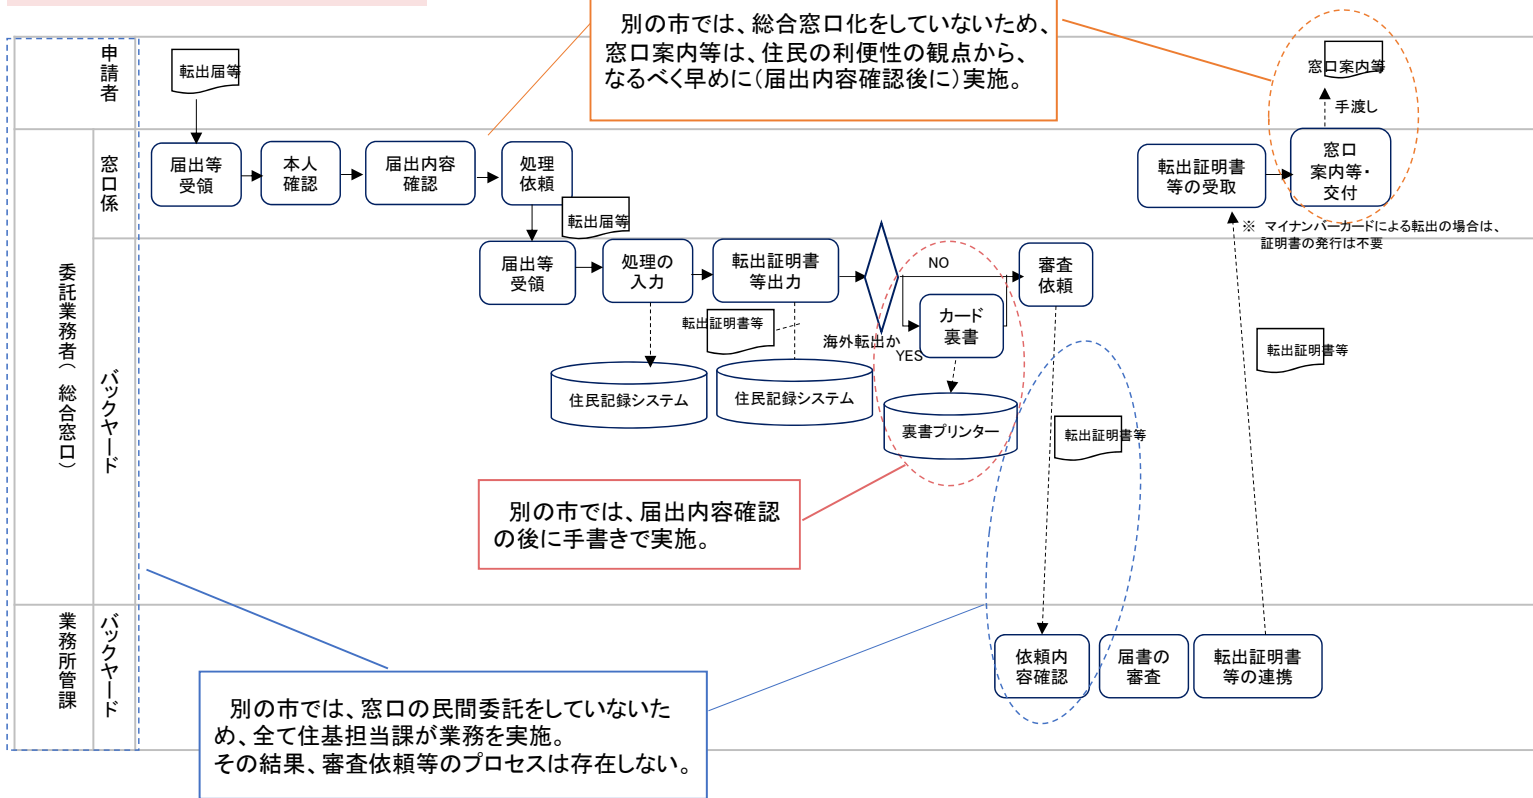 別の市では、総合窓口化をしていないため、
窓口案内等は、住民の利便性の観点から、
なるべく早めに（届出内容確認後に）実施。
申請者
転出届等
窓口案内等
手渡し
窓口係
届出等
受領
本人
確認
届出内容
確認
処理
依頼
転出届等
転出証明書
等の受取
窓口
案内等・
交付
※ マイナンバーカードによる転出の場合は、
証明書の発行は不要
委託業務者（総合窓口）
バックヤード
届出等
受領
処理の
入力
転出証明書
等出力
NO
海外転出か
YES
カード
裏書
審査
依頼
転出証明書等
住民記録システム
住民記録システム
裏書プリンター
転出証明書等
転出証明書等
別の市では、届出内容確認
の後に手書きで実施。
業務所管課
バックヤード
依頼内
容確認
届書の
審査
転出証明書
等の連携
別の市では、窓口の民間委託をしていないた
め、全て住基担当課が業務を実施。
その結果、審査依頼等のプロセスは存在しない。